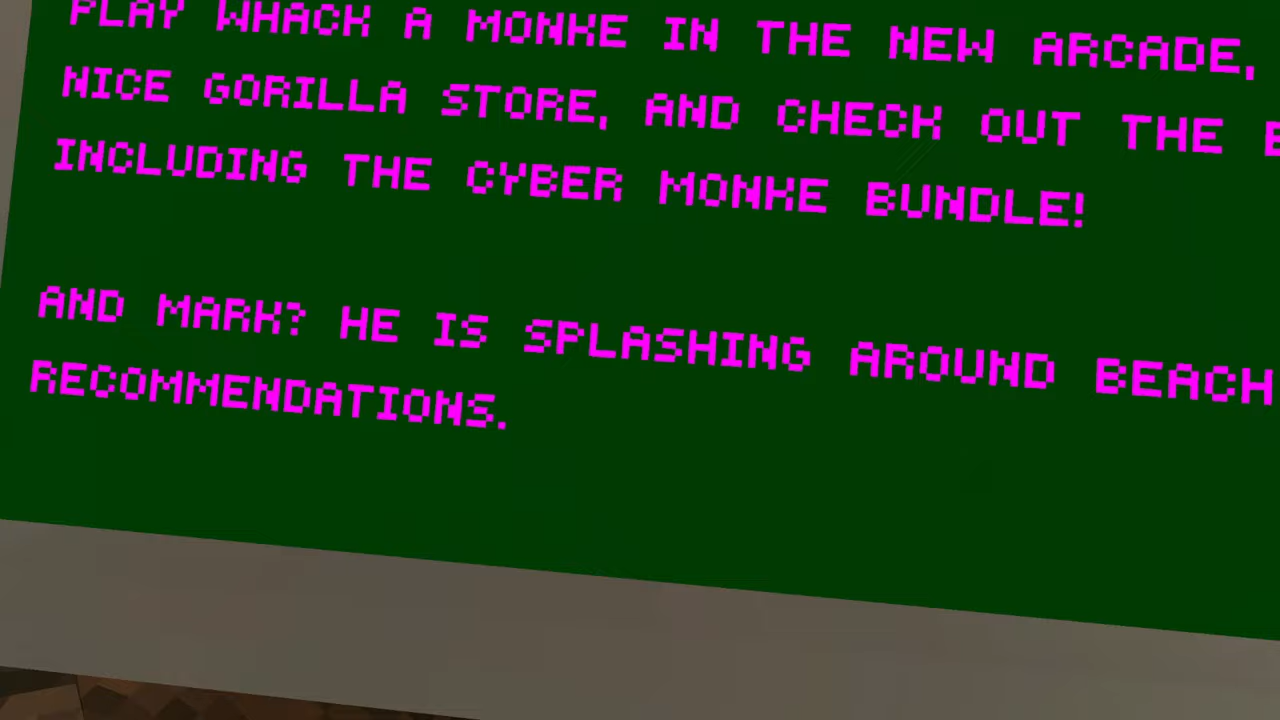 PLAY WHACK A MONKE IN THE NEW ARCADE,
NICE GORILLA STORE, AND CHECK OUT THE
INCLUDING THE CYBER MONKE BUNDLE!
AND MARK? HE IS SPLASHING AROUND BEACH
RECOMMENDATIONS.